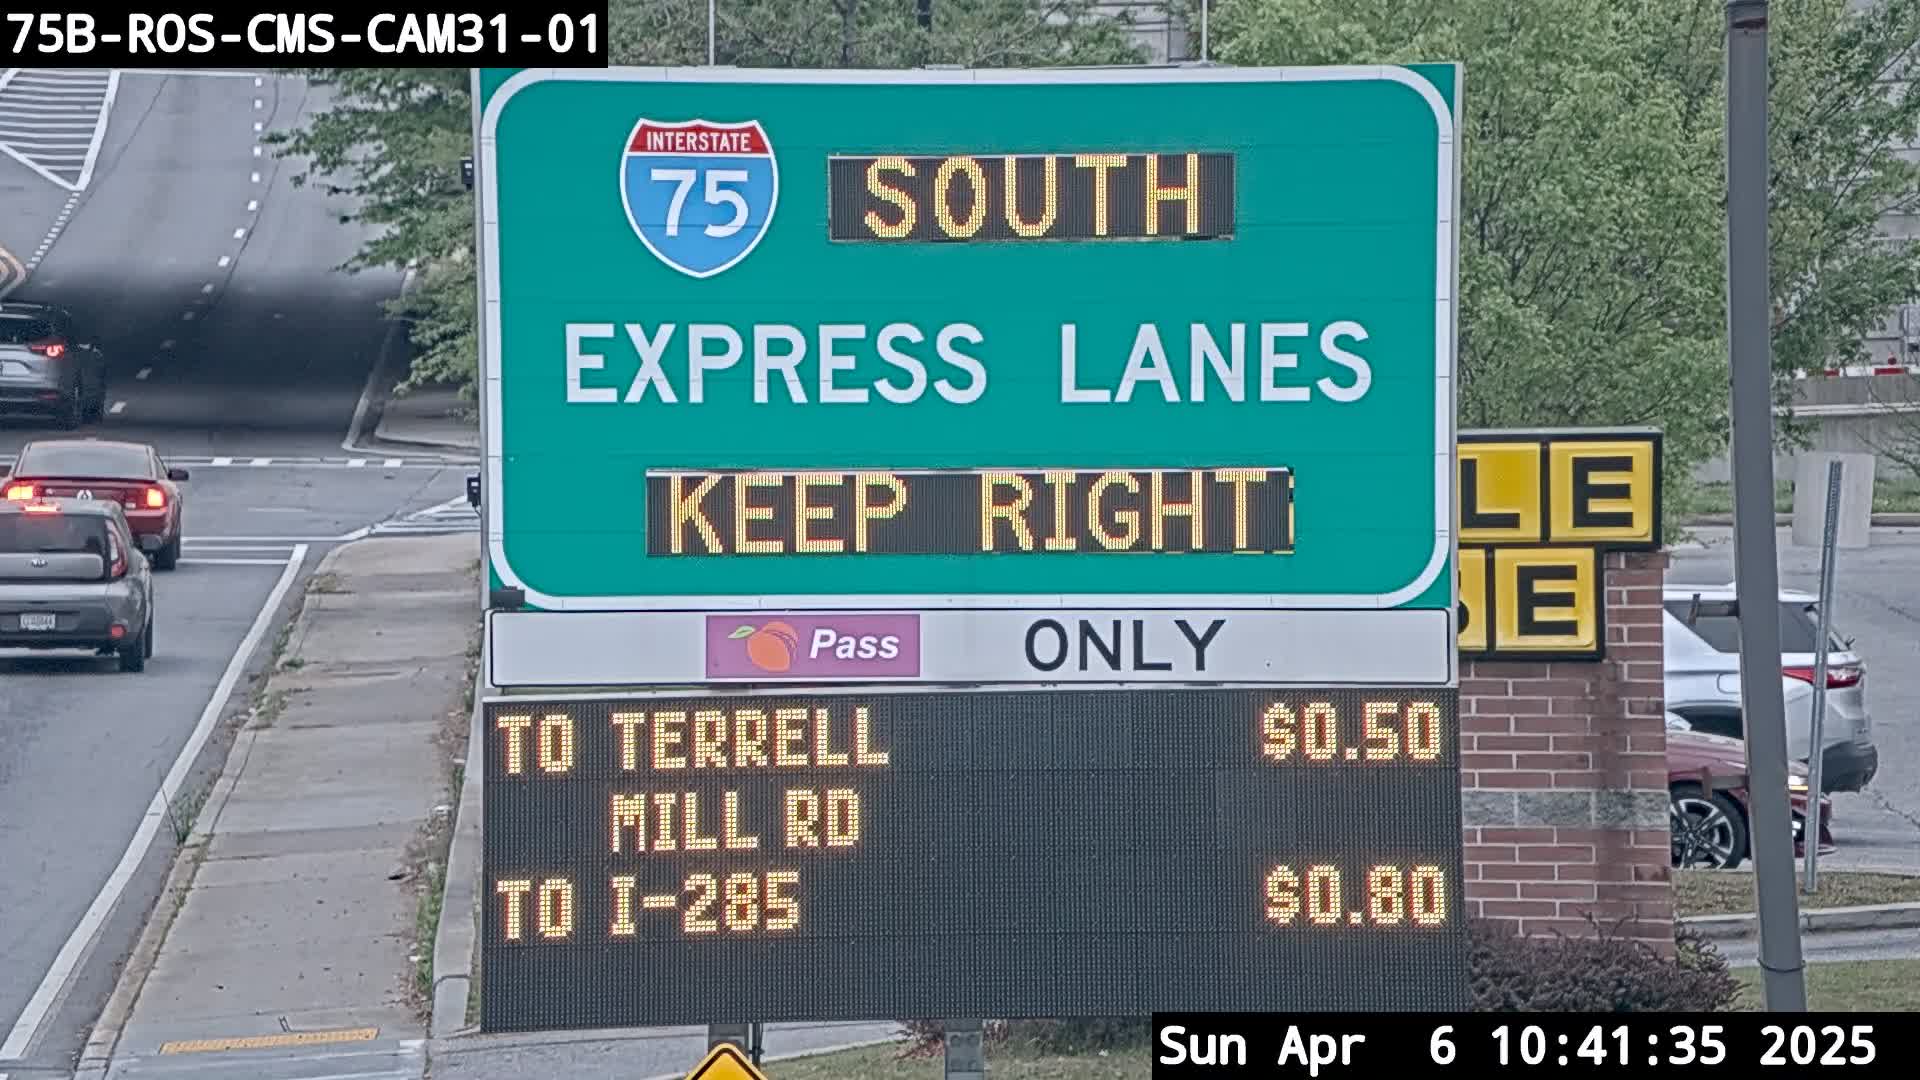 75B-ROS-CMS-CAM31-01
INTERSTATE
75
SOUTH
EXPRESS LANES
KEEP RIGHT
Pass
ONLY
TO TERRELL $0.50
MILL RD
TO I-285 $0.80
LE
E
Sun Apr 6 10:41:35 2025